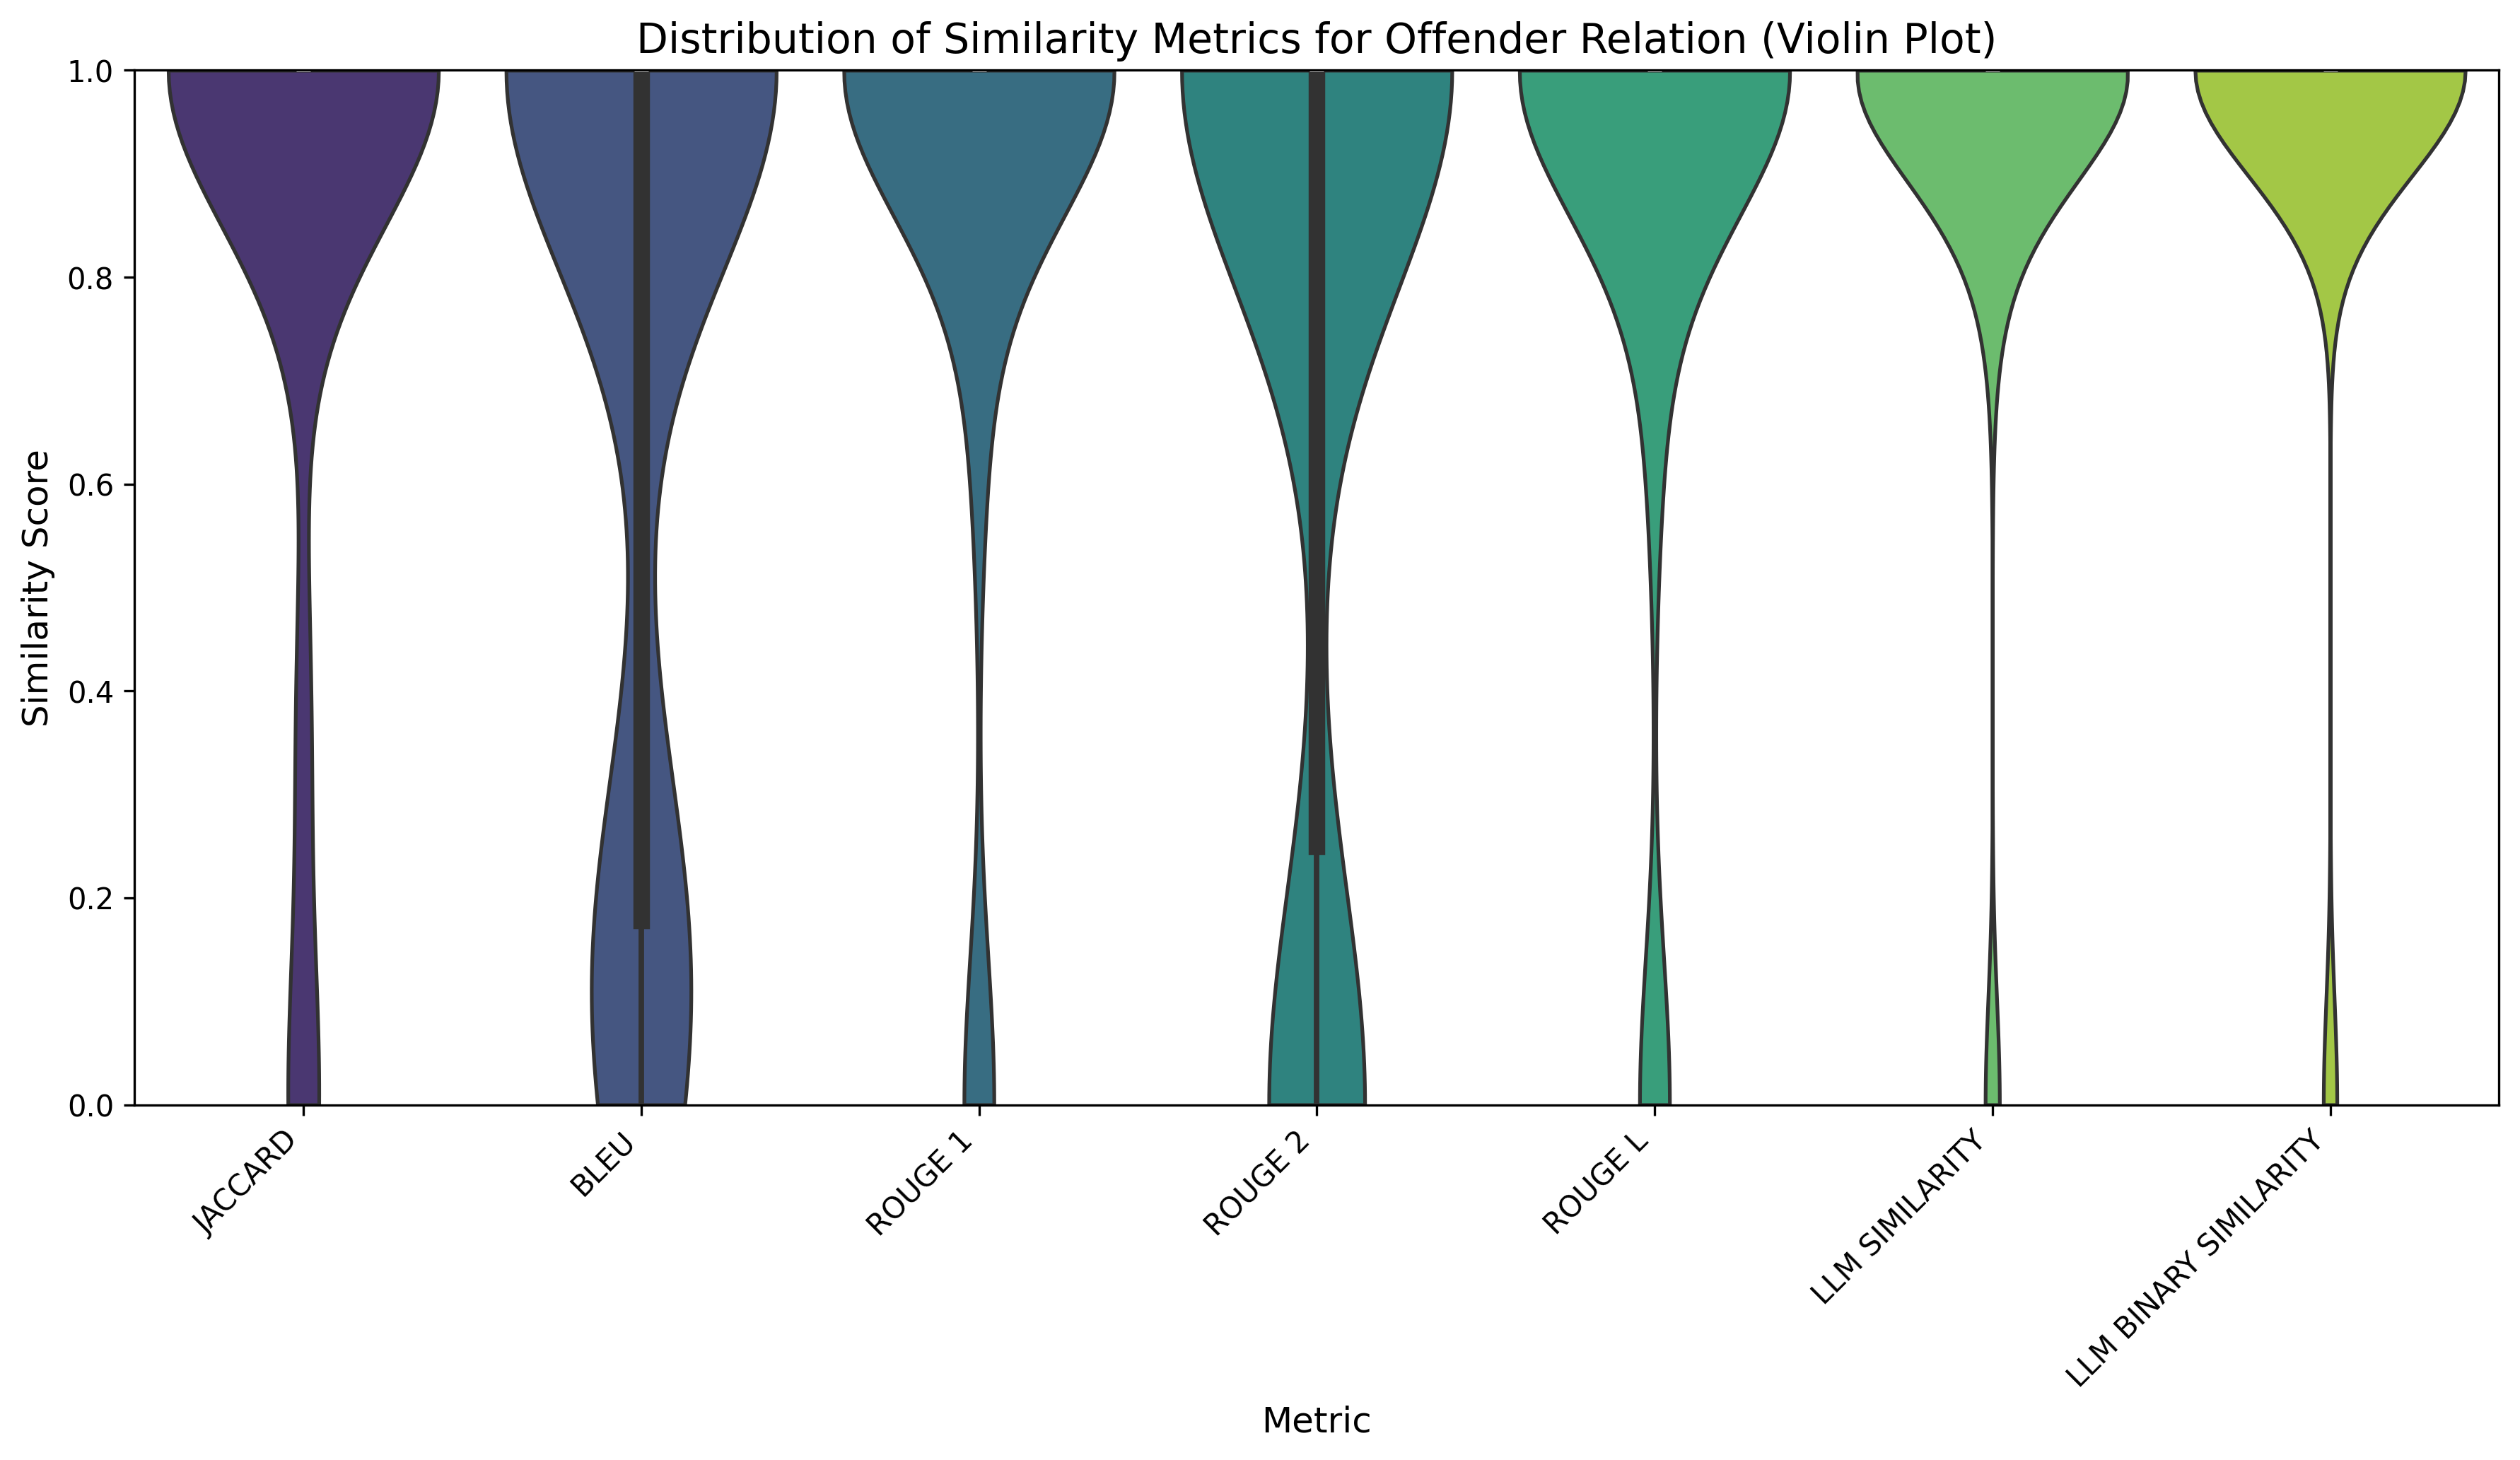 Distribution of Similarity Metrics for Offender Relation (Violin Plot)
Similarity Score
1.0
0.8
0.6
0.4
0.2
0.0
JACCARD
BLEU
ROUGE 1
ROUGE 2
ROUGE L
LLM SIMILARITY
LLM BINARY SIMILARITY
Metric